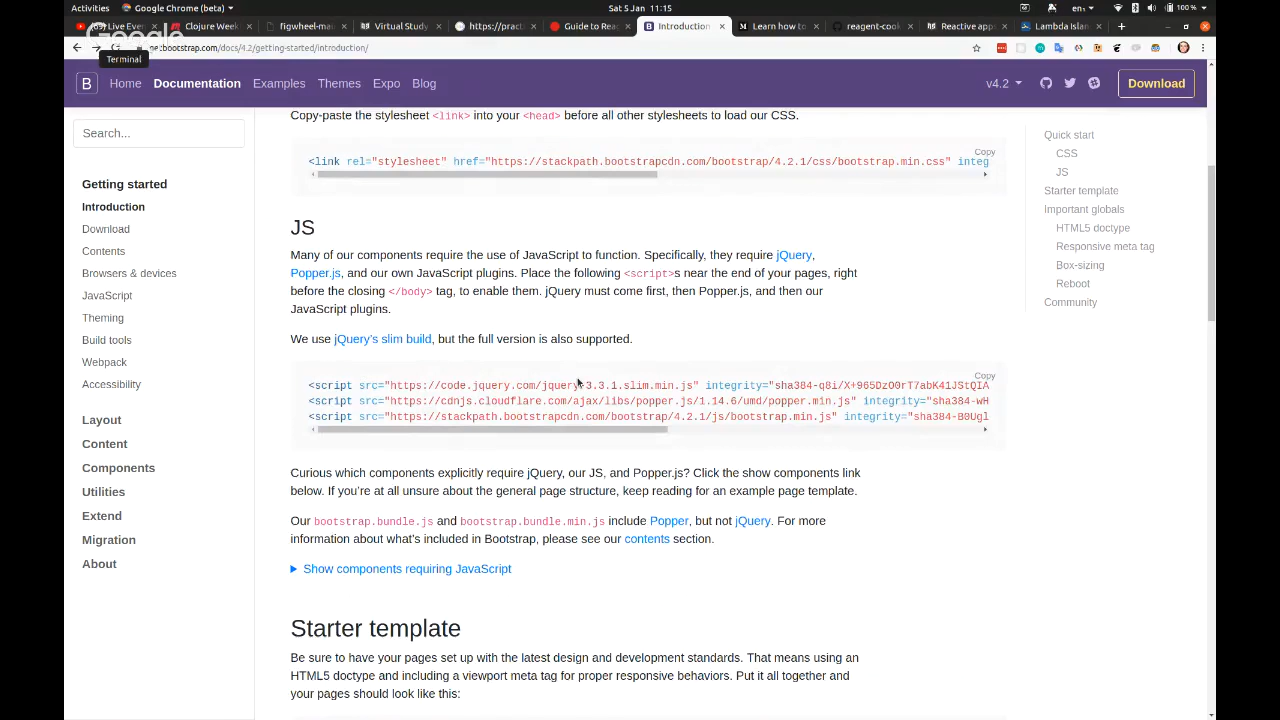 Activities
Google Chrome (beta)
Sat 5 Jan 11:15
en₁
100 %
Live Even
Clojure Week
figwheel-mai
Virtual Study
https://practi
Guide to Reac
Introduction
Learn how to
reagent-cook
Reactive app
Lambda Islan
Google
getbootstrap.com/docs/4.2/getting-started/introduction/
Terminal
B
Home
Documentation
Examples
Themes
Expo
Blog
v4.2
Download
Search...
Getting started
Introduction
Download
Contents
Browsers & devices
JavaScript
Theming
Build tools
Webpack
Accessibility
Layout
Content
Components
Utilities
Extend
Migration
About
Copy-paste the stylesheet <link> into your <head> before all other stylesheets to load our CSS.
Copy
<link rel="stylesheet" href="https://stackpath.bootstrapcdn.com/bootstrap/4.2.1/css/bootstrap.min.css" integ
JS
Many of our components require the use of JavaScript to function. Specifically, they require jQuery,
Popper.js, and our own JavaScript plugins. Place the following <script>s near the end of your pages, right
before the closing </body> tag, to enable them. jQuery must come first, then Popper.js, and then our
JavaScript plugins.
We use jQuery's slim build, but the full version is also supported.
Copy
<script src="https://code.jquery.com/jquery-3.3.1.slim.min.js" integrity="sha384-q8i/X+965DzO0rT7abK41JStQIA
<script src="https://cdnjs.cloudflare.com/ajax/libs/popper.js/1.14.6/umd/popper.min.js" integrity="sha384-wH
<script src="https://stackpath.bootstrapcdn.com/bootstrap/4.2.1/js/bootstrap.min.js" integrity="sha384-B0Ugl
Curious which components explicitly require jQuery, our JS, and Popper.js? Click the show components link
below. If you're at all unsure about the general page structure, keep reading for an example page template.
Our bootstrap.bundle.js and bootstrap.bundle.min.js include Popper, but not jQuery. For more
information about what's included in Bootstrap, please see our contents section.
Show components requiring JavaScript
Starter template
Be sure to have your pages set up with the latest design and development standards. That means using an
HTML5 doctype and including a viewport meta tag for proper responsive behaviors. Put it all together and
your pages should look like this:
Quick start
CSS
JS
Starter template
Important globals
HTML5 doctype
Responsive meta tag
Box-sizing
Reboot
Community